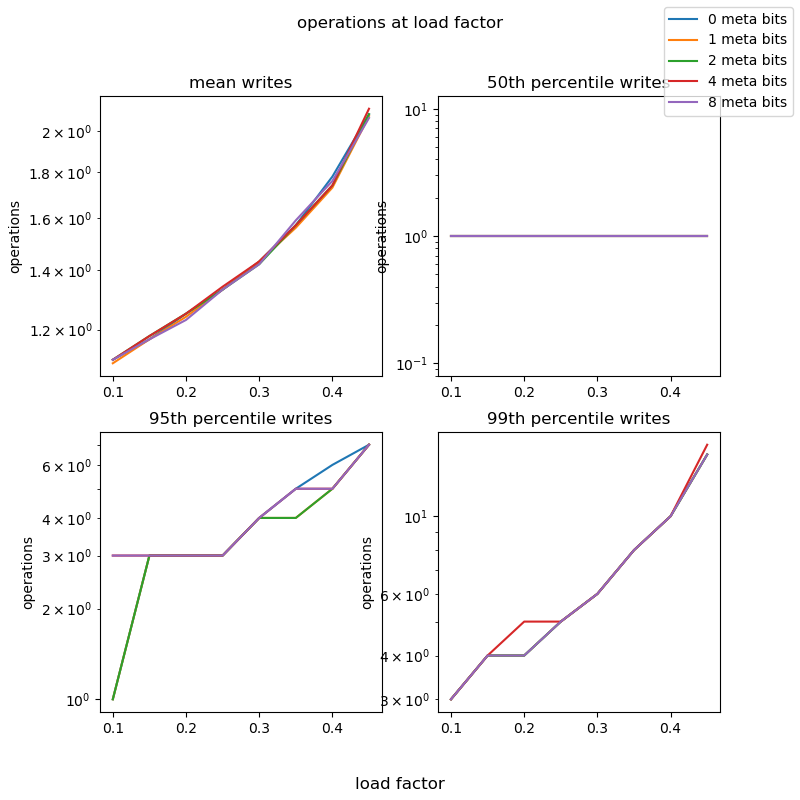 operations at load factor
0 meta bits
1 meta bits
2 meta bits
4 meta bits
8 meta bits
mean writes
operations
2 × 10⁰
1.8 × 10⁰
1.6 × 10⁰
1.4 × 10⁰
1.2 × 10⁰
0.1 0.2 0.3 0.4
50th percentile writes
operations
10¹
10⁰
10⁻¹
0.1 0.2 0.3 0.4
95th percentile writes
operations
6 × 10⁰
4 × 10⁰
3 × 10⁰
2 × 10⁰
10⁰
0.1 0.2 0.3 0.4
99th percentile writes
operations
10¹
6 × 10⁰
4 × 10⁰
3 × 10⁰
0.1 0.2 0.3 0.4
load factor